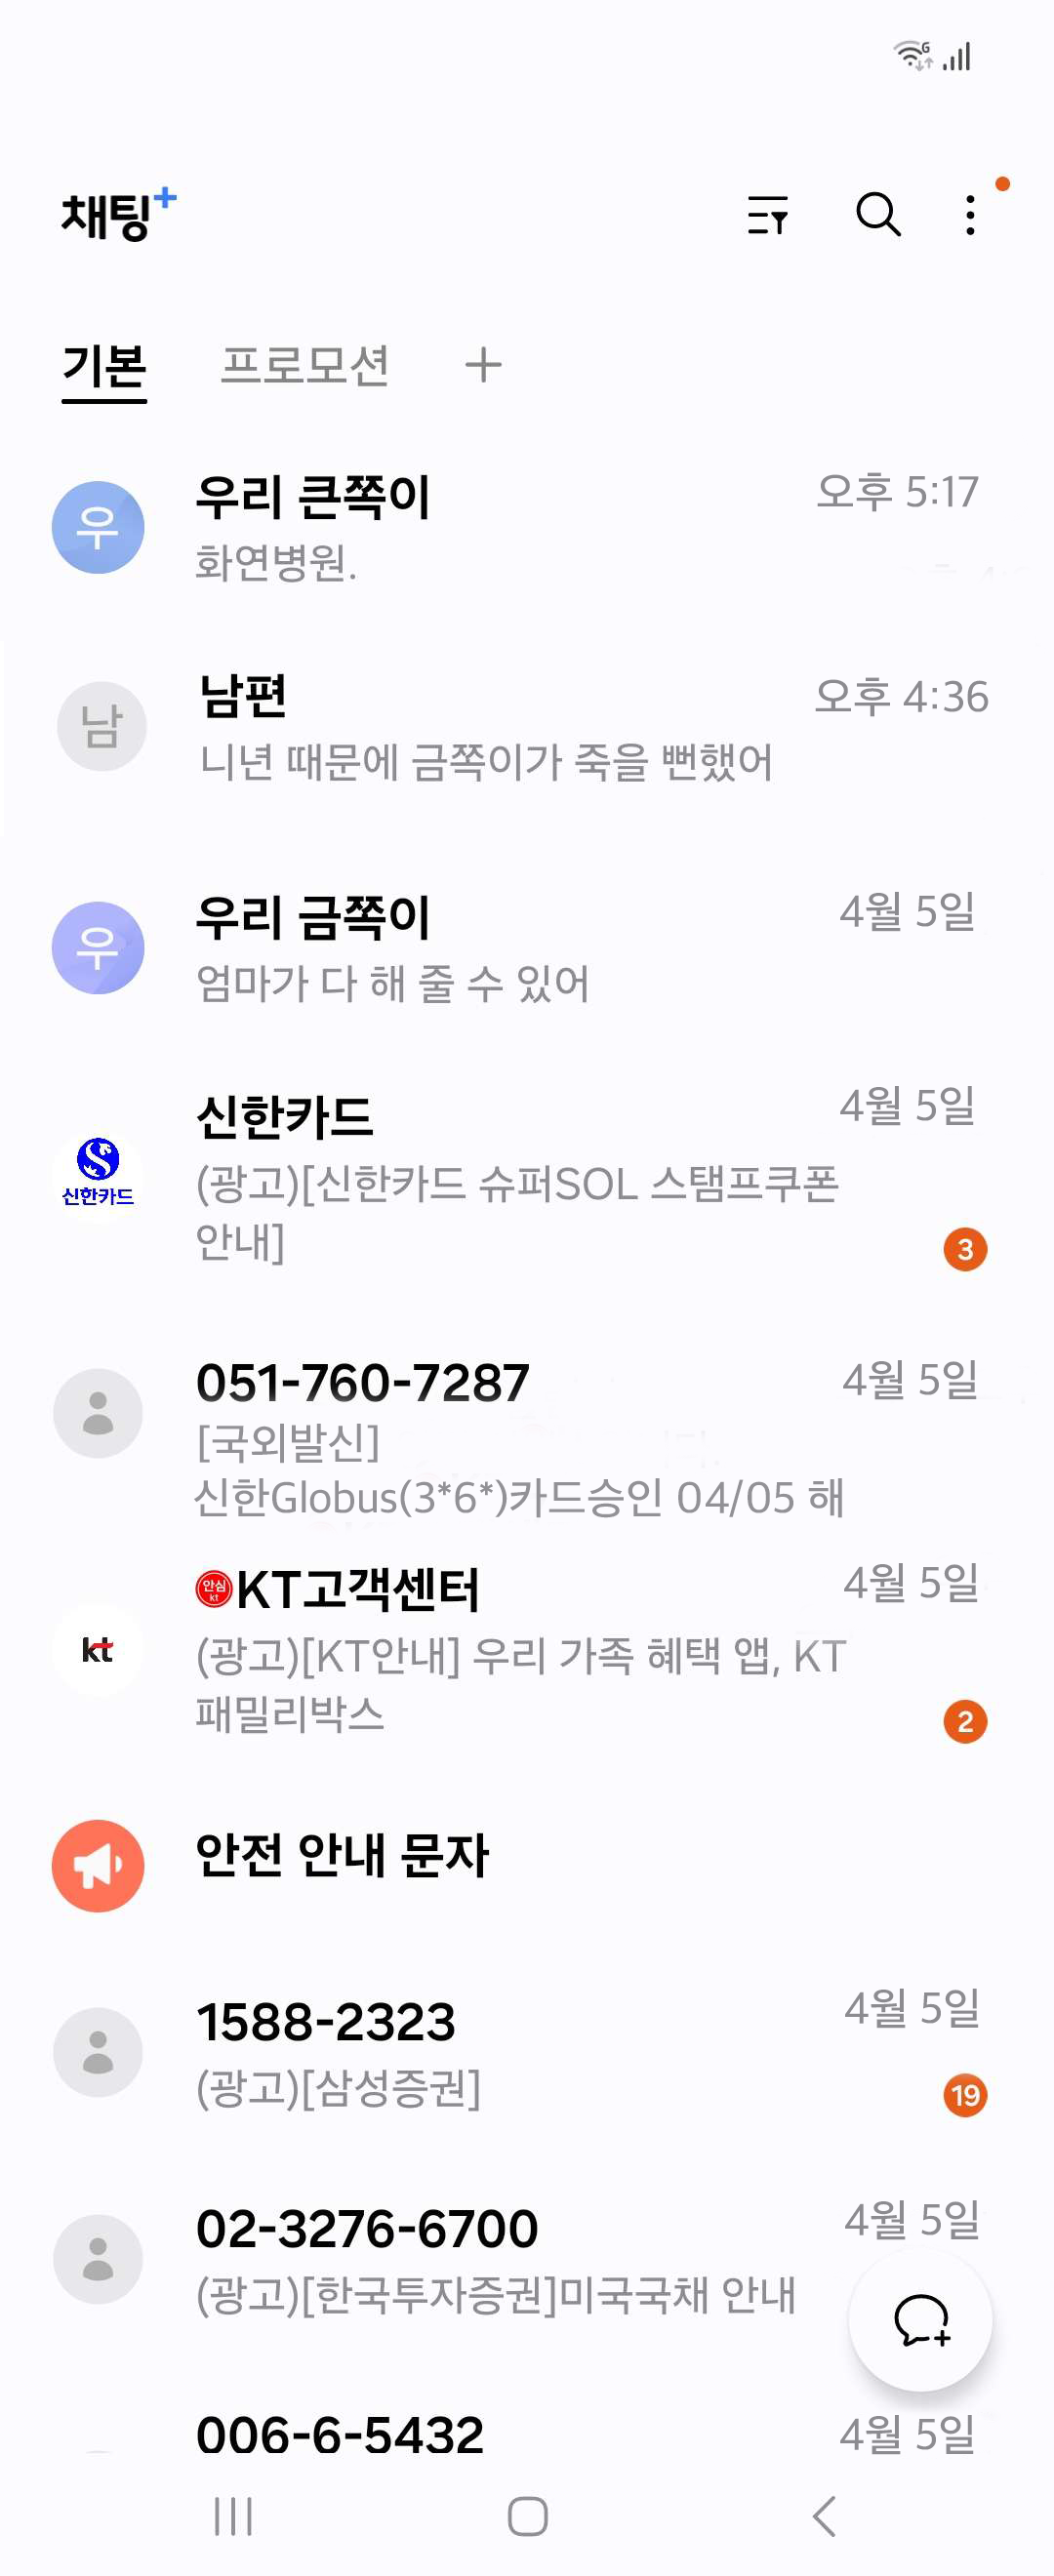 채팅+
기본 프로모션 +
우 우리 큰쪽이 오후 5:17
화연병원.
남 남편 오후 4:36
니년 때문에 금쪽이가 죽을 뻔했어
우 우리 금쪽이 4월 5일
엄마가 다 해 줄 수 있어
신한카드 4월 5일
신한카드
(광고)[신한카드 슈퍼SOL 스탬프쿠폰
안내]
3
051-760-7287 4월 5일
[국외발신]
신한Globus(3*6*)카드승인 04/05 해
안심 kt KT고객센터 4월 5일
kt
(광고)[KT안내] 우리 가족 혜택 앱, KT
패밀리박스
2
안전 안내 문자
1588-2323 4월 5일
(광고)[삼성증권]
19
02-3276-6700 4월 5일
(광고)[한국투자증권]미국국채 안내
006-6-5432 4월 5일